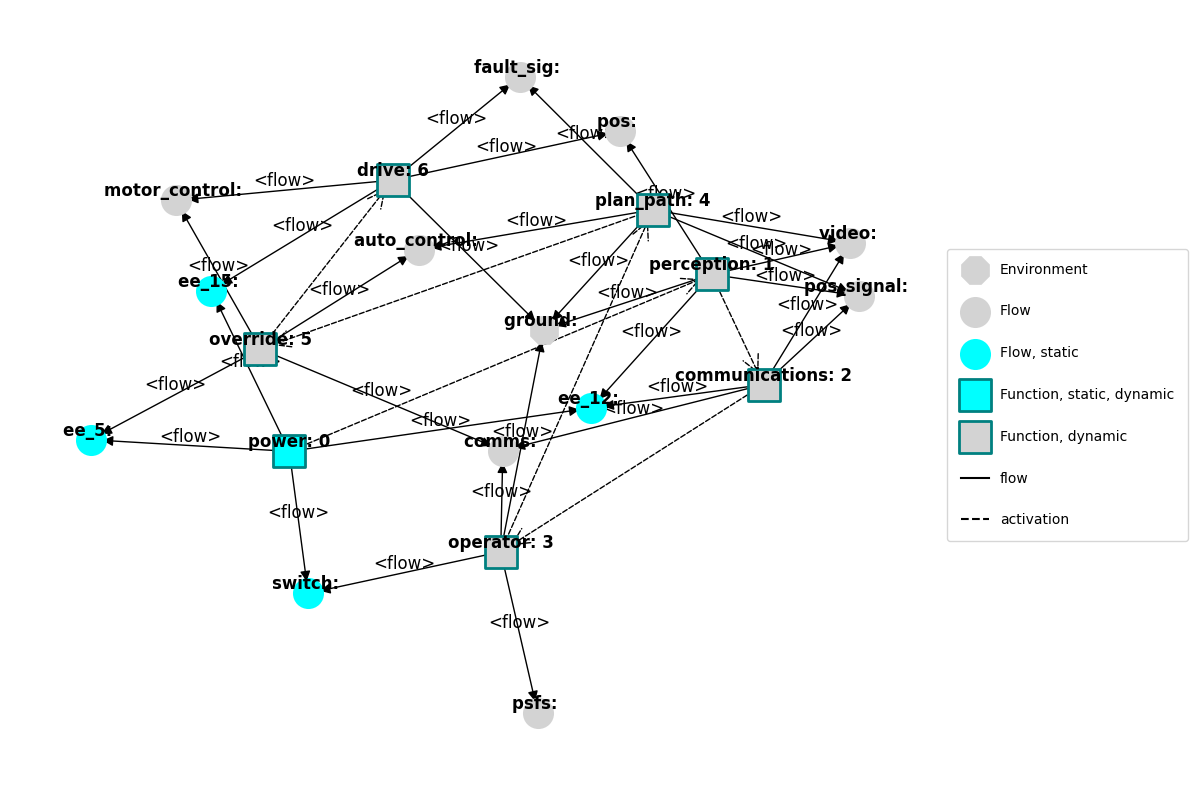 fault_sig:
<flow>
pos:
<flow>
<flow>
drive: 6
<flow>
motor_control:
<flow>
plan_path: 4
<flow>
<flow>
<flow>
auto_control:
<flow>
video:
<flow>
<flow>
<flow>
perception: 1
<flow>
ee_15:
<flow>
pos_signal:
<flow>
<flow>
<flow>
ground:
<flow>
<flow>
override: 5
<flow>
communications: 2
<flow>
<flow>
<flow>
ee_12:
<flow>
<flow>
ee_5:
<flow>
<flow>
power: 0
comms:
<flow>
<flow>
operator: 3
<flow>
switch:
<flow>
psfs:
Environment
Flow
Flow, static
Function, static, dynamic
Function, dynamic
flow
activation